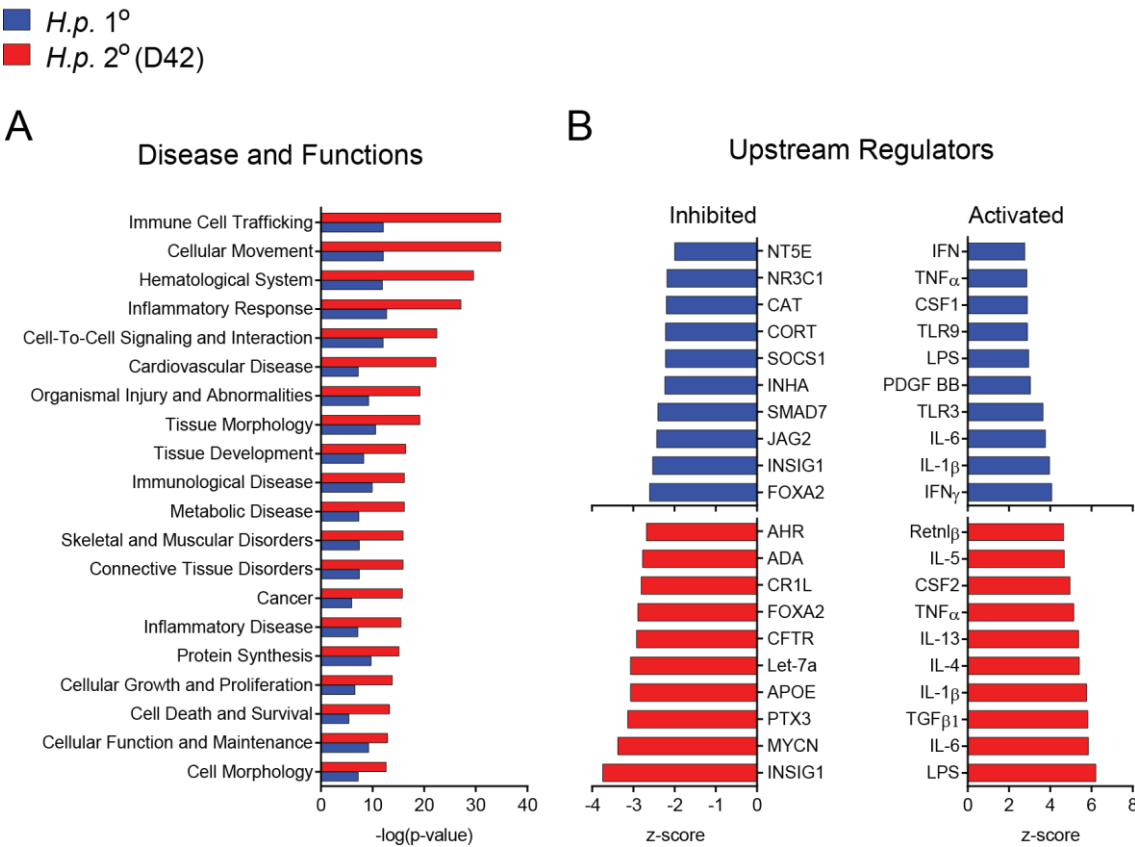 H.p. 1°
H.p. 2° (D42)
A
Disease and Functions
Immune Cell Trafficking
Cellular Movement
Hematological System
Inflammatory Response
Cell-To-Cell Signaling and Interaction
Cardiovascular Disease
Organismal Injury and Abnormalities
Tissue Morphology
Tissue Development
Immunological Disease
Metabolic Disease
Skeletal and Muscular Disorders
Connective Tissue Disorders
Cancer
Inflammatory Disease
Protein Synthesis
Cellular Growth and Proliferation
Cell Death and Survival
Cellular Function and Maintenance
Cell Morphology
0 10 20 30 40
-log(p-value)
B
Upstream Regulators
Inhibited
NT5E
NR3C1
CAT
CORT
SOCS1
INHA
SMAD7
JAG2
INSIG1
FOXA2
AHR
ADA
CR1L
FOXA2
CFTR
Let-7a
APOE
PTX3
MYCN
INSIG1
-4 -3 -2 -1 0
z-score
Activated
IFN
TNFα
CSF1
TLR9
LPS
PDGF BB
TLR3
IL-6
IL-1β
IFNγ
Retnlβ
IL-5
CSF2
TNFα
IL-13
IL-4
IL-1β
TGFβ1
IL-6
LPS
0 2 4 6 8
z-score